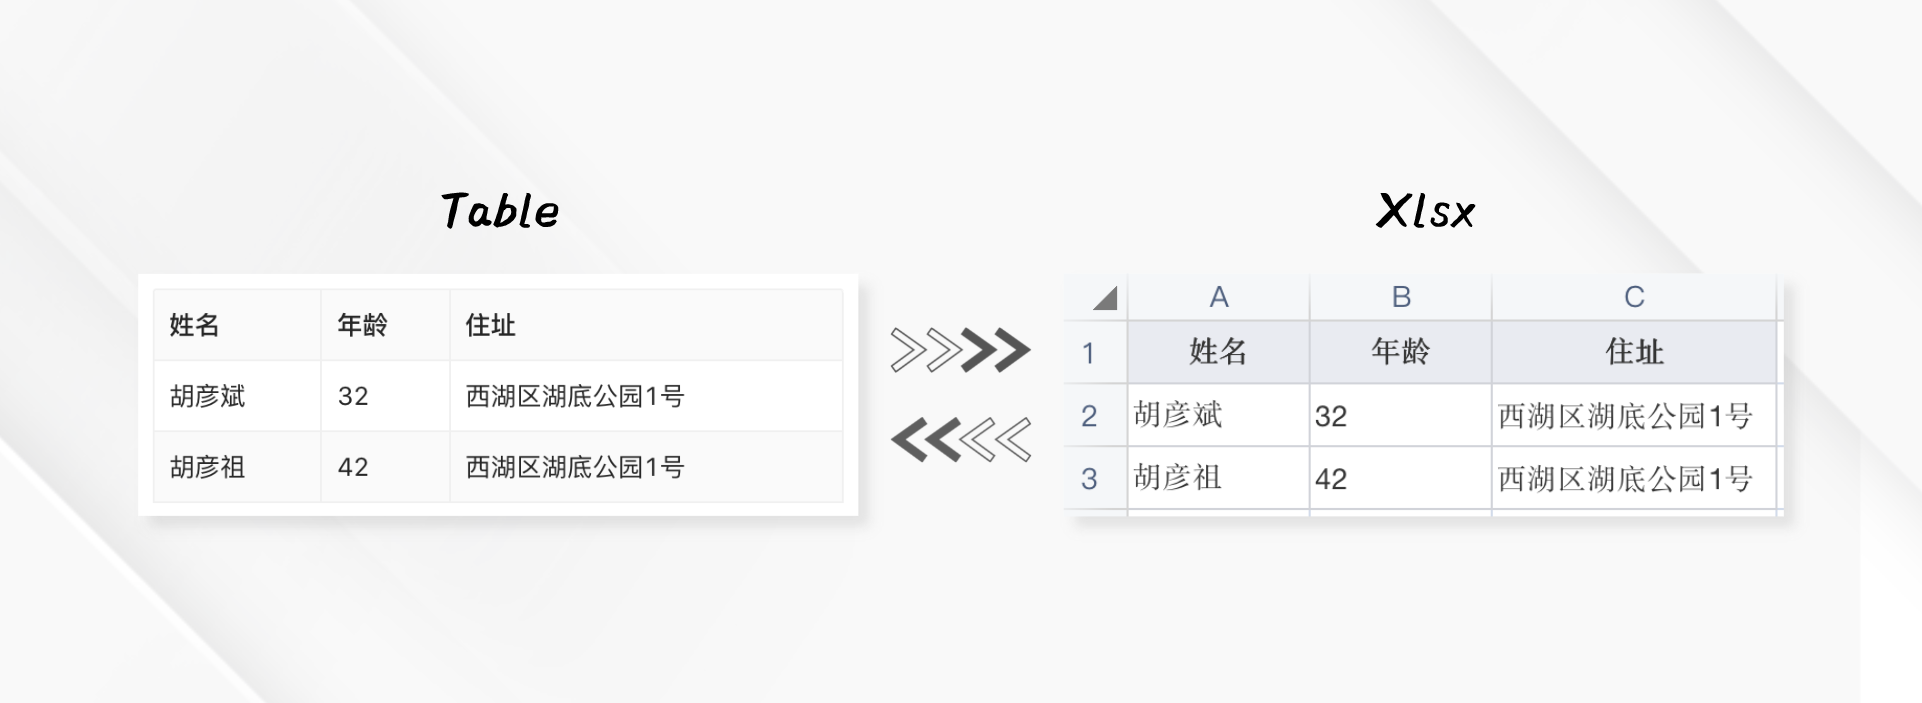 Table
姓名 年龄 住址
胡彦斌 32 西湖区湖底公园1号
胡彦祖 42 西湖区湖底公园1号
Xlsx
A B C
1 姓名 年龄 住址
2 胡彦斌 32 西湖区湖底公园1号
3 胡彦祖 42 西湖区湖底公园1号